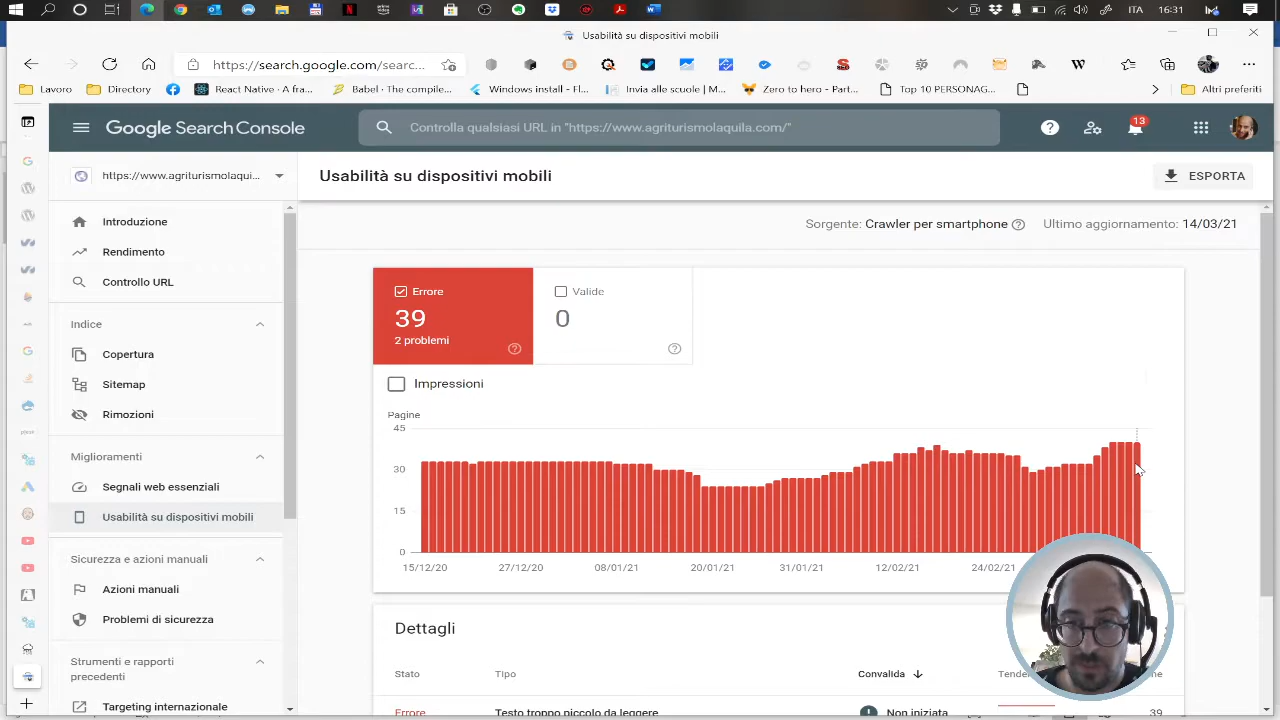 ITA 16:31
Usabilità su dispositivi mobili
https://search.google.com/searc...
Lavoro
Directory
React Native · A fra...
Babel - The compile...
Windows install - Fl...
Invia alle scuole | M...
Zero to hero - Part...
Top 10 PERSONAG...
Altri preferiti
Google Search Console
Controlla qualsiasi URL in "https://www.agriturismolaquila.com/"
13
https://www.agriturismolaqui...
Usabilità su dispositivi mobili
ESPORTA
Introduzione
Rendimento
Controllo URL
Indice
Copertura
Sitemap
Rimozioni
Miglioramenti
Segnali web essenziali
Usabilità su dispositivi mobili
Sicurezza e azioni manuali
Azioni manuali
Problemi di sicurezza
Strumenti e rapporti
precedenti
Targeting internazionale
Sorgente: Crawler per smartphone
Ultimo aggiornamento: 14/03/21
Errore
39
2 problemi
Valide
0
Impressioni
Pagine
45
30
15
0
15/12/20
27/12/20
08/01/21
20/01/21
31/01/21
12/02/21
24/02/21
Dettagli
Stato
Tipo
Convalida
Errore
Testo troppo piccolo da leggere
Non iniziata
39